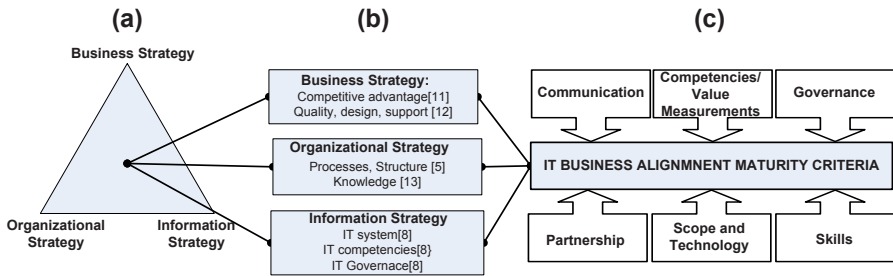 (a)
Business Strategy
Organizational
Strategy
Information
Strategy
(b)
Business Strategy:
Competitive advantage[11]
Quality, design, support [12]
Organizational Strategy
Processes, Structure [5]
Knowledge [13]
Information Strategy
IT system[8]
IT competencies[8}
IT Governace[8]
(c)
Communication
Competencies/
Value
Measurements
Governance
IT BUSINESS ALIGNMNENT MATURITY CRITERIA
Partnership
Scope and
Technology
Skills